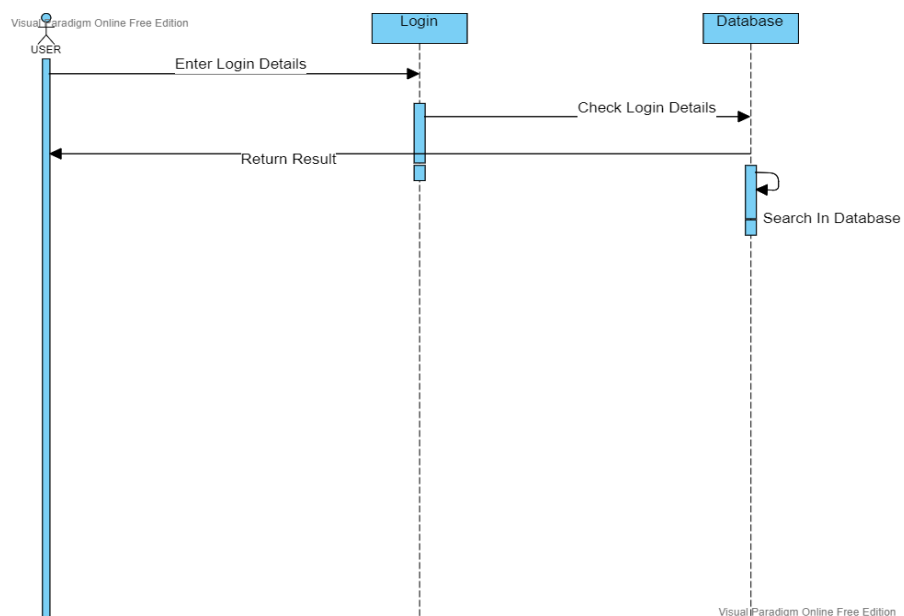 Visual Paradigm Online Free Edition
Login
Database
USER
Enter Login Details
Check Login Details
Return Result
Search In Database
Visual Paradigm Online Free Edition